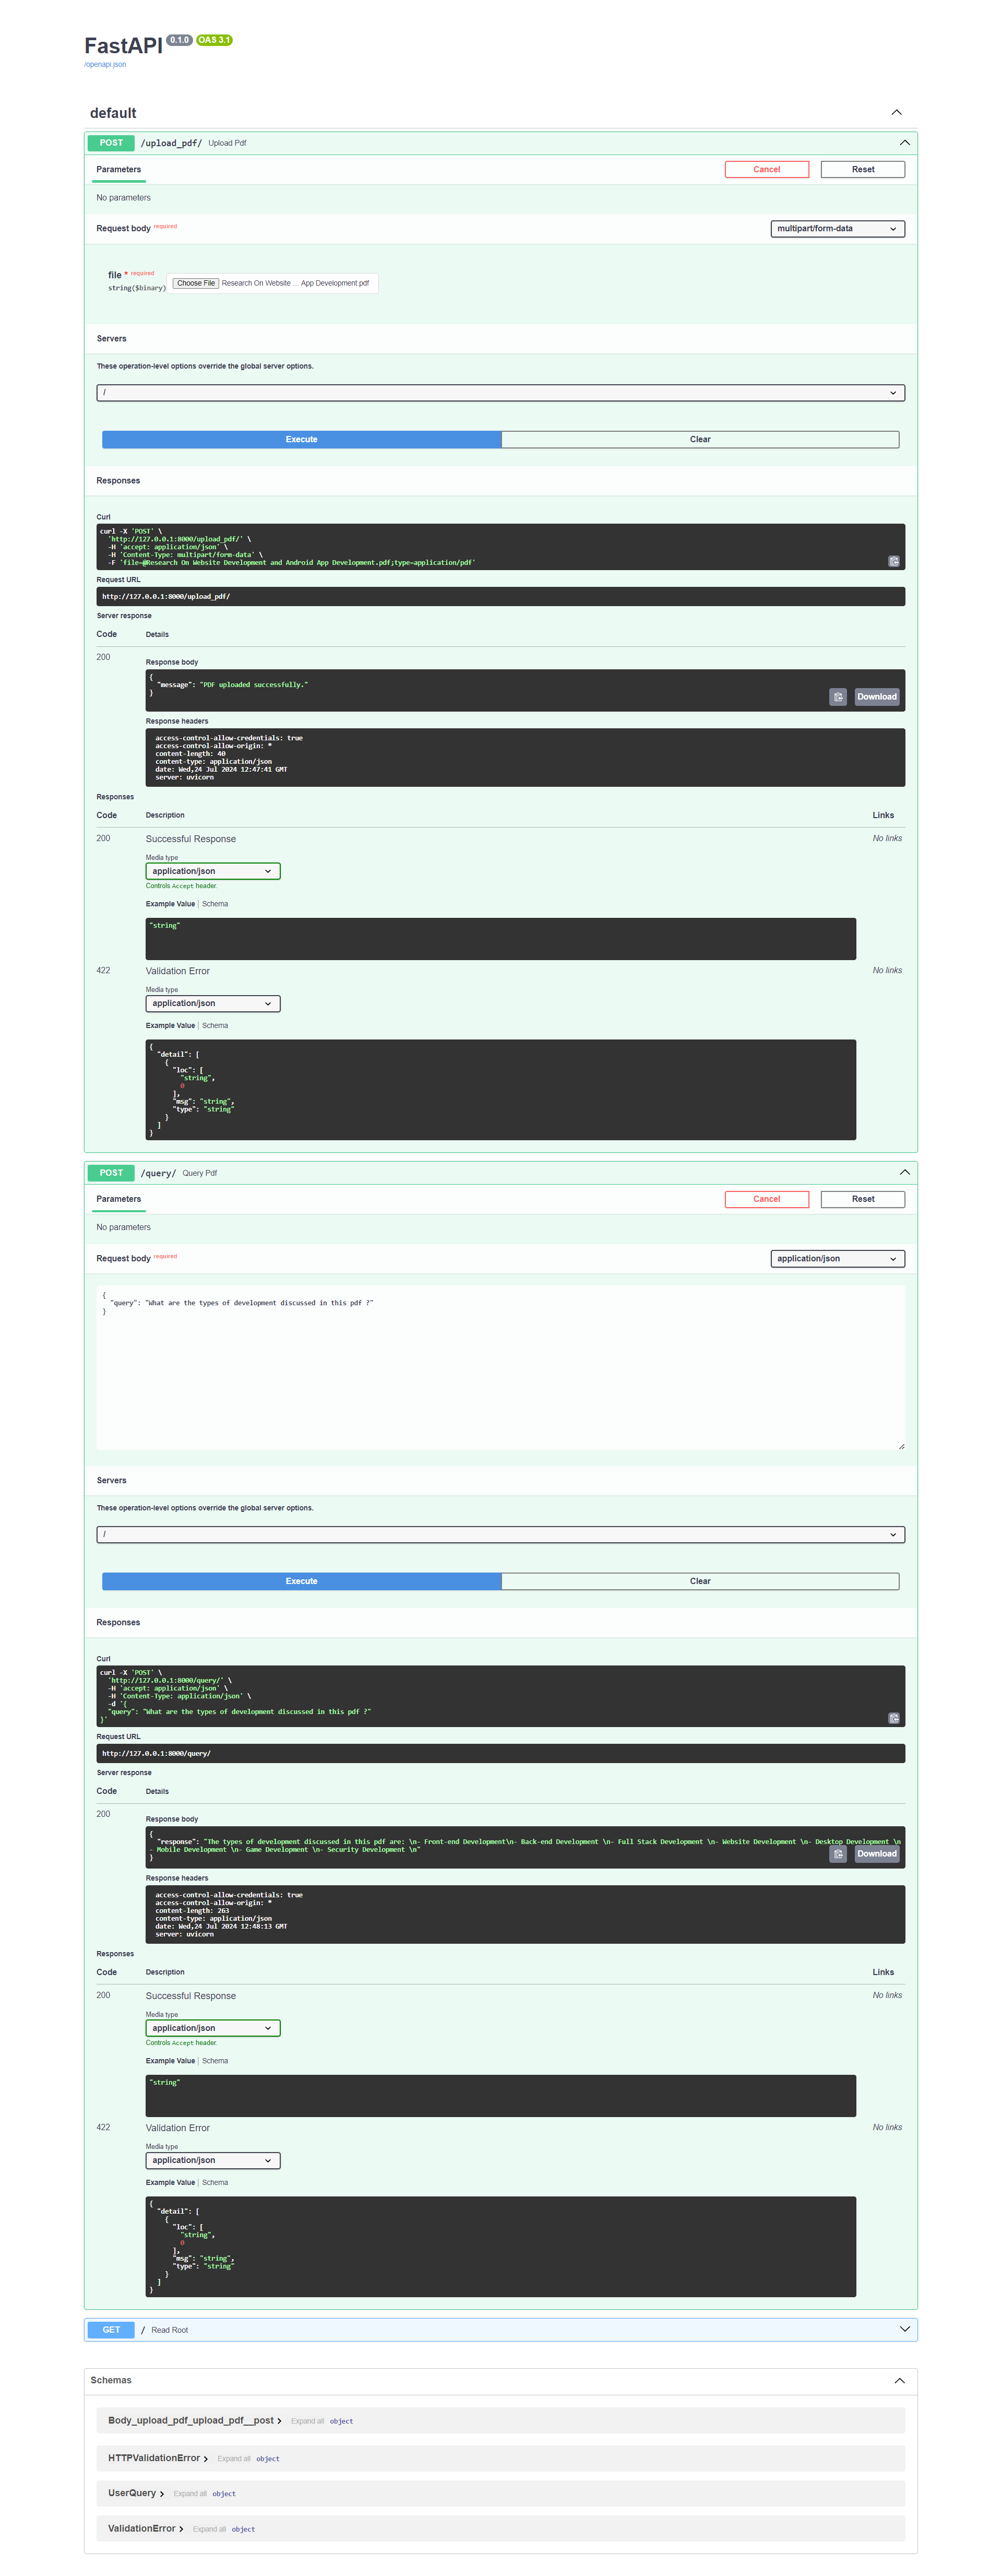 FastAPI 0.1.0 OAS 3.1
/openapi.json
default
POST /upload_pdf/ Upload Pdf
Parameters Cancel Reset
No parameters
Request body required multipart/form-data
file * required
string($binary) Choose File Research On Website ... App Development.pdf
Servers
These operation-level options override the global server options.
/
Execute Clear
Responses
Curl
curl -X 'POST' \
'http://127.0.0.1:8000/upload_pdf/' \
-H 'accept: application/json' \
-H 'Content-Type: multipart/form-data' \
-F 'file=@Research On Website Development and Android App Development.pdf;type=application/pdf'
Request URL
http://127.0.0.1:8000/upload_pdf/
Server response
Code Details
200
Response body
{
"message": "PDF uploaded successfully."
}
Download
Response headers
access-control-allow-credentials: true
access-control-allow-origin: *
content-length: 40
content-type: application/json
date: Wed,24 Jul 2024 12:47:41 GMT
server: uvicorn
Responses
Code Description Links
200 Successful Response No links
Media type
application/json
Controls Accept header.
Example Value Schema
"string"
422 Validation Error No links
Media type
application/json
Example Value Schema
{
"detail": [
{
"loc": [
"string",
0
],
"msg": "string",
"type": "string"
}
]
}
POST /query/ Query Pdf
Parameters Cancel Reset
No parameters
Request body required application/json
{
"query": "What are the types of development discussed in this pdf ?"
}
Servers
These operation-level options override the global server options.
/
Execute Clear
Responses
Curl
curl -X 'POST' \
'http://127.0.0.1:8000/query/' \
-H 'accept: application/json' \
-H 'Content-Type: application/json' \
-d '{
"query": "What are the types of development discussed in this pdf ?"
}'
Request URL
http://127.0.0.1:8000/query/
Server response
Code Details
200
Response body
{
"response": "The types of development discussed in this pdf are: \n- Front-end Development\n- Back-end Development \n- Full Stack Development \n- Website Development \n- Desktop Development \n
- Mobile Development \n- Game Development \n- Security Development \n"
}
Download
Response headers
access-control-allow-credentials: true
access-control-allow-origin: *
content-length: 263
content-type: application/json
date: Wed,24 Jul 2024 12:48:13 GMT
server: uvicorn
Responses
Code Description Links
200 Successful Response No links
Media type
application/json
Controls Accept header.
Example Value Schema
"string"
422 Validation Error No links
Media type
application/json
Example Value Schema
{
"detail": [
{
"loc": [
"string",
0
],
"msg": "string",
"type": "string"
}
]
}
GET / Read Root
Schemas
Body_upload_pdf_upload_pdf__post Expand all object
HTTPValidationError Expand all object
UserQuery Expand all object
ValidationError Expand all object